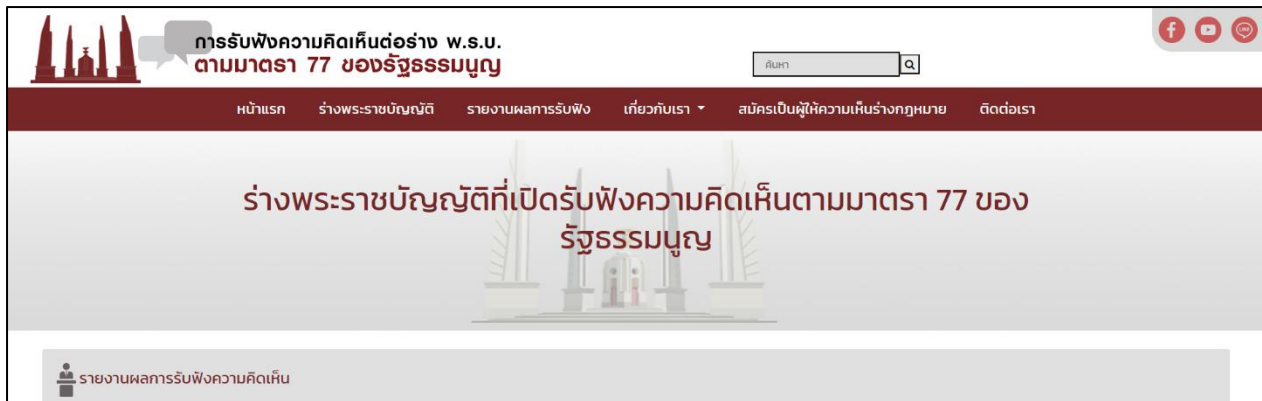 การรับฟังความคิดเห็นต่อร่าง พ.ร.บ.
ตามมาตรา 77 ของรัฐธรรมนูญ
ค้นหา
LINE
หน้าแรก ร่างพระราชบัญญัติ รายงานผลการรับฟัง เกี่ยวกับเรา สมัครเป็นผู้ให้ความเห็นร่างกฎหมาย ติดต่อเรา
ร่างพระราชบัญญัติที่เปิดรับฟังความคิดเห็นตามมาตรา 77 ของ
รัฐธรรมนูญ
รายงานผลการรับฟังความคิดเห็น